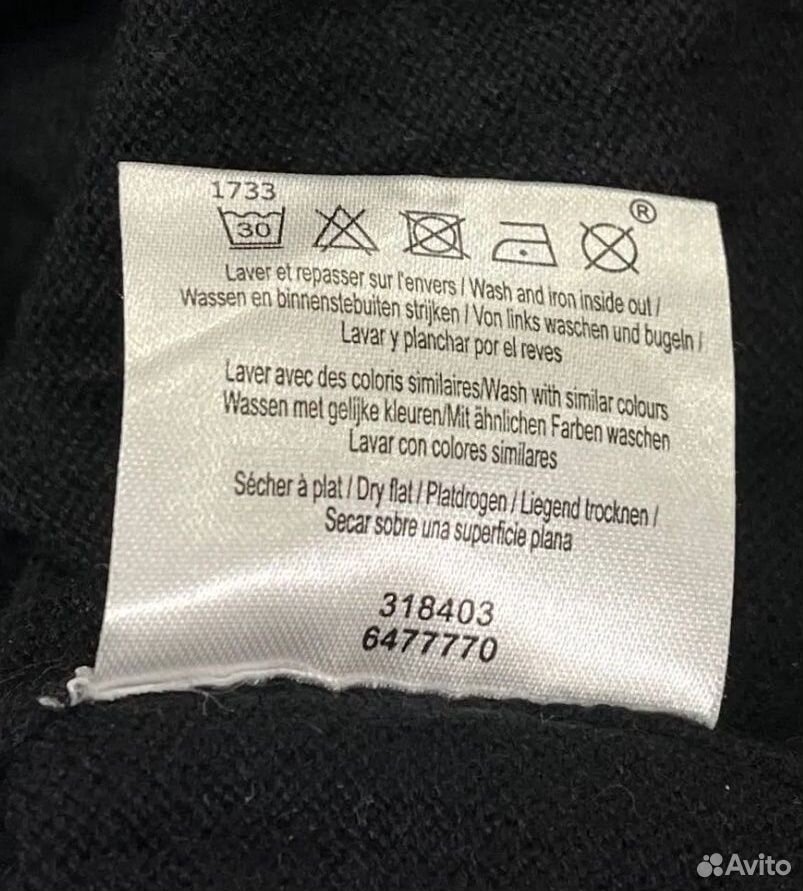 1733
®
30
Laver et repasser sur l'envers / Wash and iron inside out /
Wassen en binnenstebuiten strijken / Von links waschen und bugeln /
Lavar y planchar por el reves
Laver avec des coloris similaires/Wash with similar colours
Wassen met gelijke kleuren/Mit ähnlichen Farben waschen
Lavar con colores similares
Sécher à plat / Dry flat / Platdrogen / Liegend trocknen /
Secar sobre una superficie plana
318403
6477770
Avito